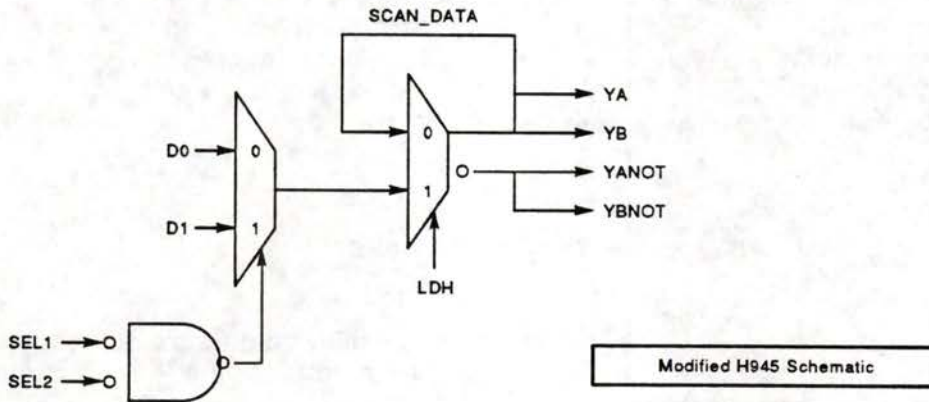 SCAN_DATA
YA
0
YB
D0
0
YANOT
1
YBNOT
D1
1
LDH
SEL1
SEL2
Modified H945 Schematic